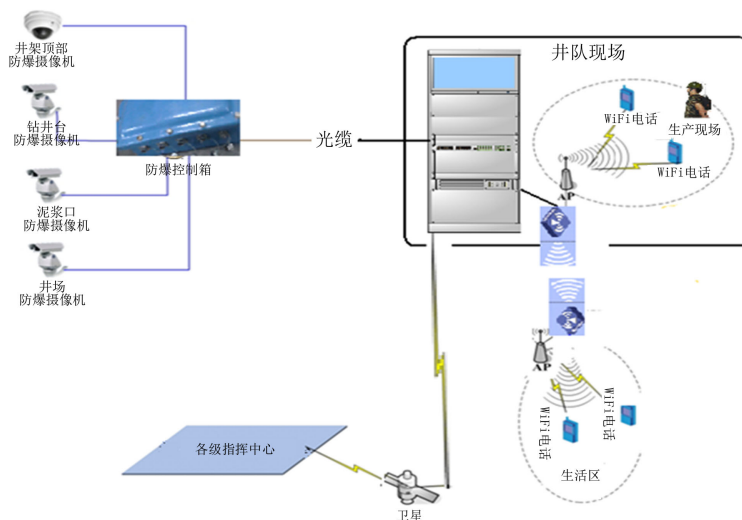 井架顶部
防爆摄像机
钻井台
防爆摄像机
泥浆口
防爆摄像机
井场
防爆摄像机
防爆控制箱
光缆
井队现场
WiFi电话
生产现场
WiFi电话
AP
AP
WiFi电话
WiFi电话
生活区
各级指挥中心
卫星